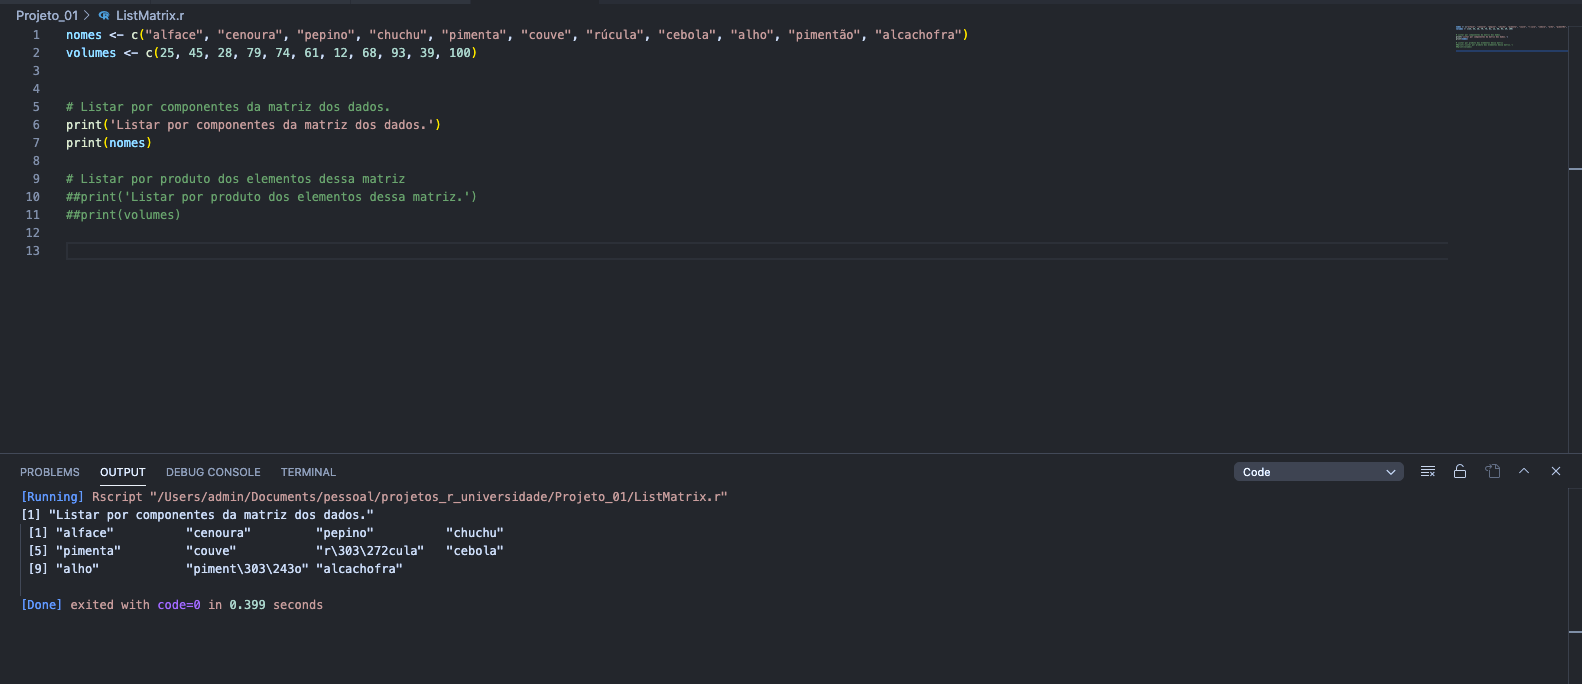 Projeto_01 > ListMatrix.r
1 nomes <- c("alface", "cenoura", "pepino", "chuchu", "pimenta", "couve", "rúcula", "cebola", "alho", "pimentão", "alcachofra")
2 volumes <- c(25, 45, 28, 79, 74, 61, 12, 68, 93, 39, 100)
3
4
5 # Listar por componentes da matriz dos dados.
6 print('Listar por componentes da matriz dos dados.')
7 print(nomes)
8
9 # Listar por produto dos elementos dessa matriz
10 ##print('Listar por produto dos elementos dessa matriz.')
11 ##print(volumes)
12
13
PROBLEMS OUTPUT DEBUG CONSOLE TERMINAL Code
[Running] Rscript "/Users/admin/Documents/pessoal/projetos_r_universidade/Projeto_01/ListMatrix.r"
[1] "Listar por componentes da matriz dos dados."
[1] "alface" "cenoura" "pepino" "chuchu"
[5] "pimenta" "couve" "r\303\272cula" "cebola"
[9] "alho" "piment\303\243o" "alcachofra"
[Done] exited with code=0 in 0.399 seconds